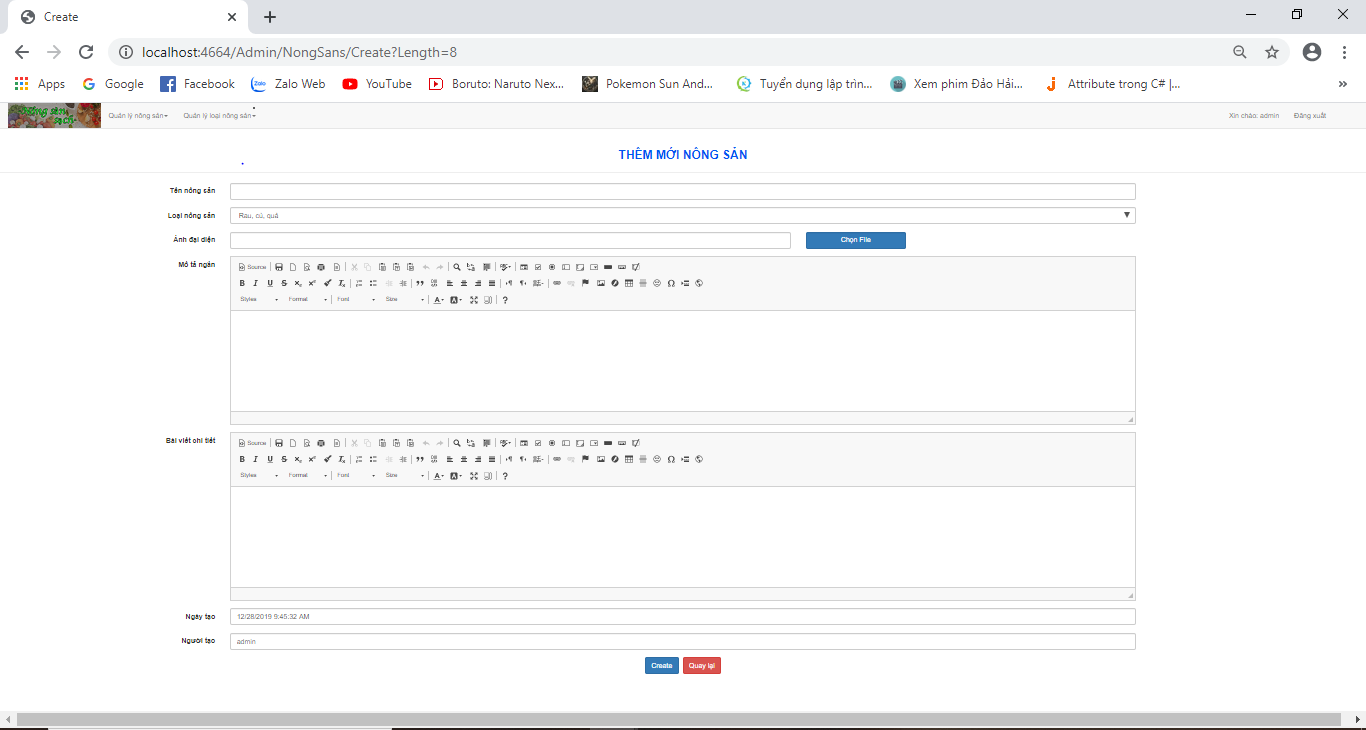 Create
localhost:4664/Admin/NongSans/Create?Length=8
Apps Google Facebook Zalo Web YouTube Boruto: Naruto Nex... Pokemon Sun And... Tuyển dụng lập trìn... Xem phim Đảo Hải... Attribute trong C# |...
Quản lý nông sản Quản lý loại nông sản Xin chào: admin Đăng xuất
THÊM MỚI NÔNG SẢN
Tên nông sản
Loại nông sản Rau, củ, quả
Ảnh đại diện Chọn File
Mô tả ngắn Source
Styles Format Font Size
Bài viết chi tiết Source
Styles Format Font Size
Ngày tạo 12/28/2019 9:45:32 AM
Người tạo admin
Create Quay lại